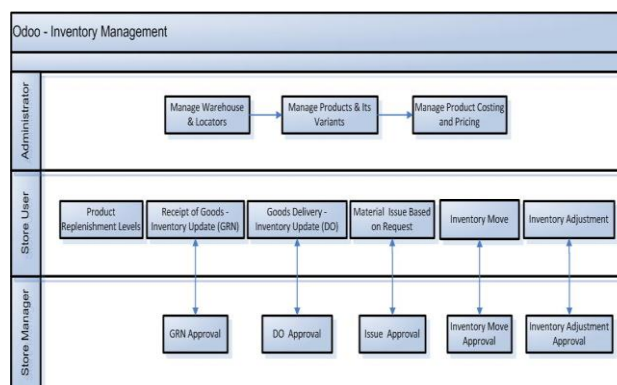 Odoo - Inventory Management
Administrator
Manage Warehouse
& Locators
Manage Products & Its
Variants
Manage Product Costing
and Pricing
Store User
Product
Replenishment Levels
Receipt of Goods -
Inventory Update (GRN)
Goods Delivery -
Inventory Update (DO)
Material Issue Based
on Request
Inventory Move
Inventory Adjustment
Store Manager
GRN Approval
DO Approval
Issue Approval
Inventory Move
Approval
Inventory Adjustment
Approval